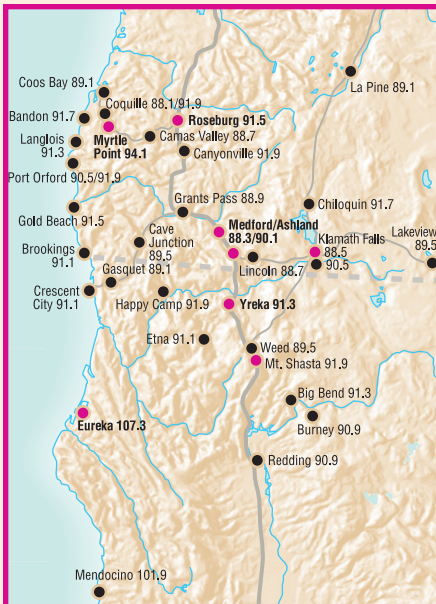 Coos Bay 89.1
La Pine 89.1
Coquille 88.1/91.9
Bandon 91.7
Roseburg 91.5
Langlois
91.3
Myrtle
Point 94.1
Camas Valley 88.7
Canyonville 91.9
Port Orford 90.5/91.9
Grants Pass 88.9
Chiloquin 91.7
Gold Beach 91.5
Cave
Junction
89.5
Medford/Ashland
88.3/90.1
Klamath Falls
88.5
90.5
Lakeview
89.5
Brookings
91.1
Lincoln 88.7
Gasquet 89.1
Crescent
City 91.1
Happy Camp 91.9
Yreka 91.3
Etna 91.1
Weed 89.5
Mt. Shasta 91.9
Big Bend 91.3
Burney 90.9
Eureka 107.3
Redding 90.9
Mendocino 101.9